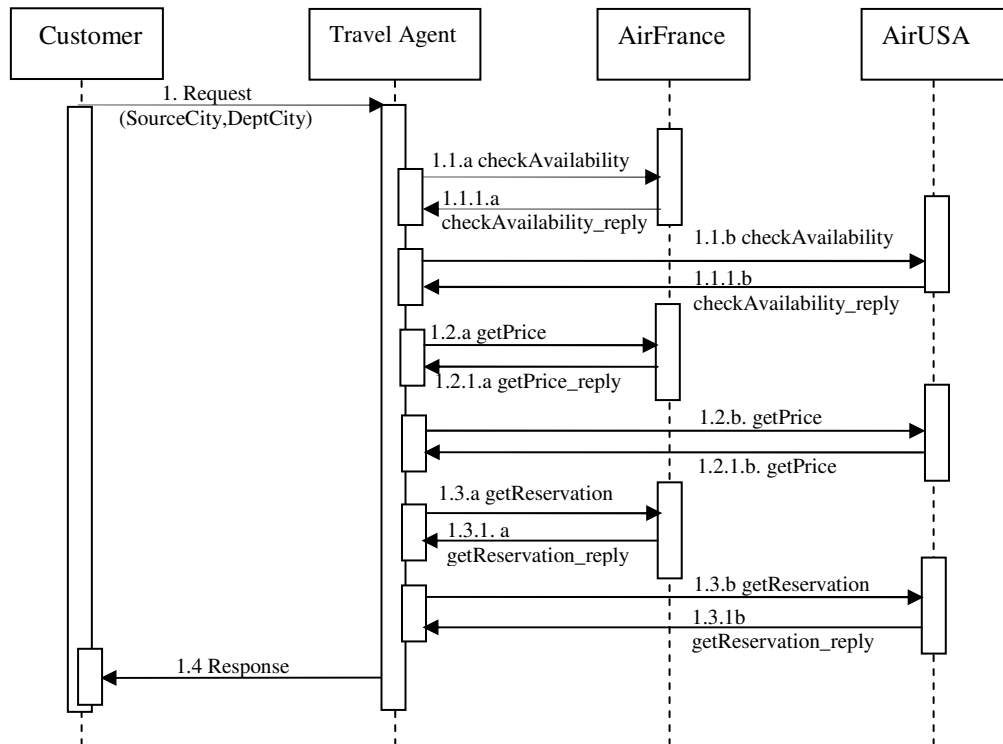 Customer
Travel Agent
AirFrance
AirUSA
1. Request
(SourceCity,DeptCity)
1.1.a checkAvailability
1.1.1.a
checkAvailability_reply
1.1.b checkAvailability
1.1.1.b
checkAvailability_reply
1.2.a getPrice
1.2.1.a getPrice_reply
1.2.b. getPrice
1.2.1.b. getPrice
1.3.a getReservation
1.3.1. a
getReservation_reply
1.3.b getReservation
1.3.1b
getReservation_reply
1.4 Response